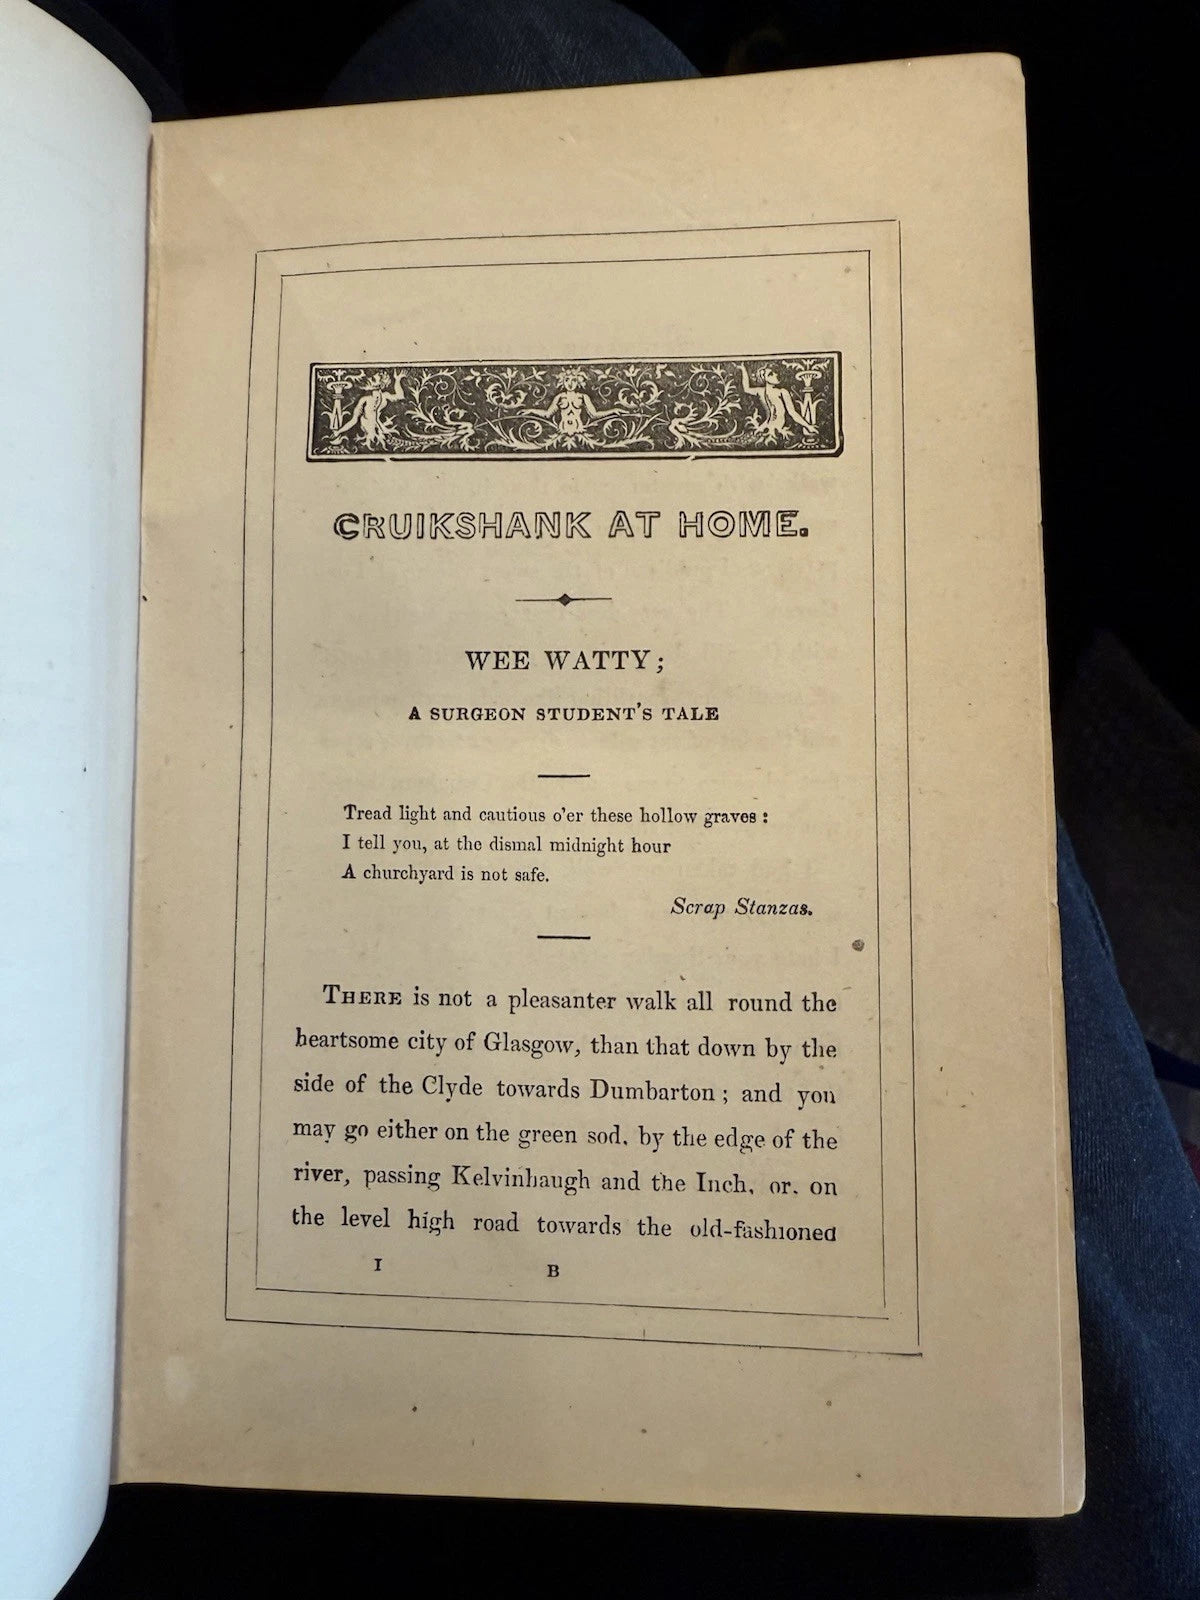 CRUIKSHANK AT HOME.
WEE WATTY;
A SURGEON STUDENT'S TALE
Tread light and cautious o'er these hollow graves:
I tell you, at the dismal midnight hour
A churchyard is not safe.
Scrap Stanzas.
THERE is not a pleasanter walk all round the
heartsome city of Glasgow, than that down by the
side of the Clyde towards Dumbarton; and you
may go either on the green sod, by the edge of the
river, passing Kelvinhaugh and the Inch, or, on
the level high road towards the old-fashioned
I B